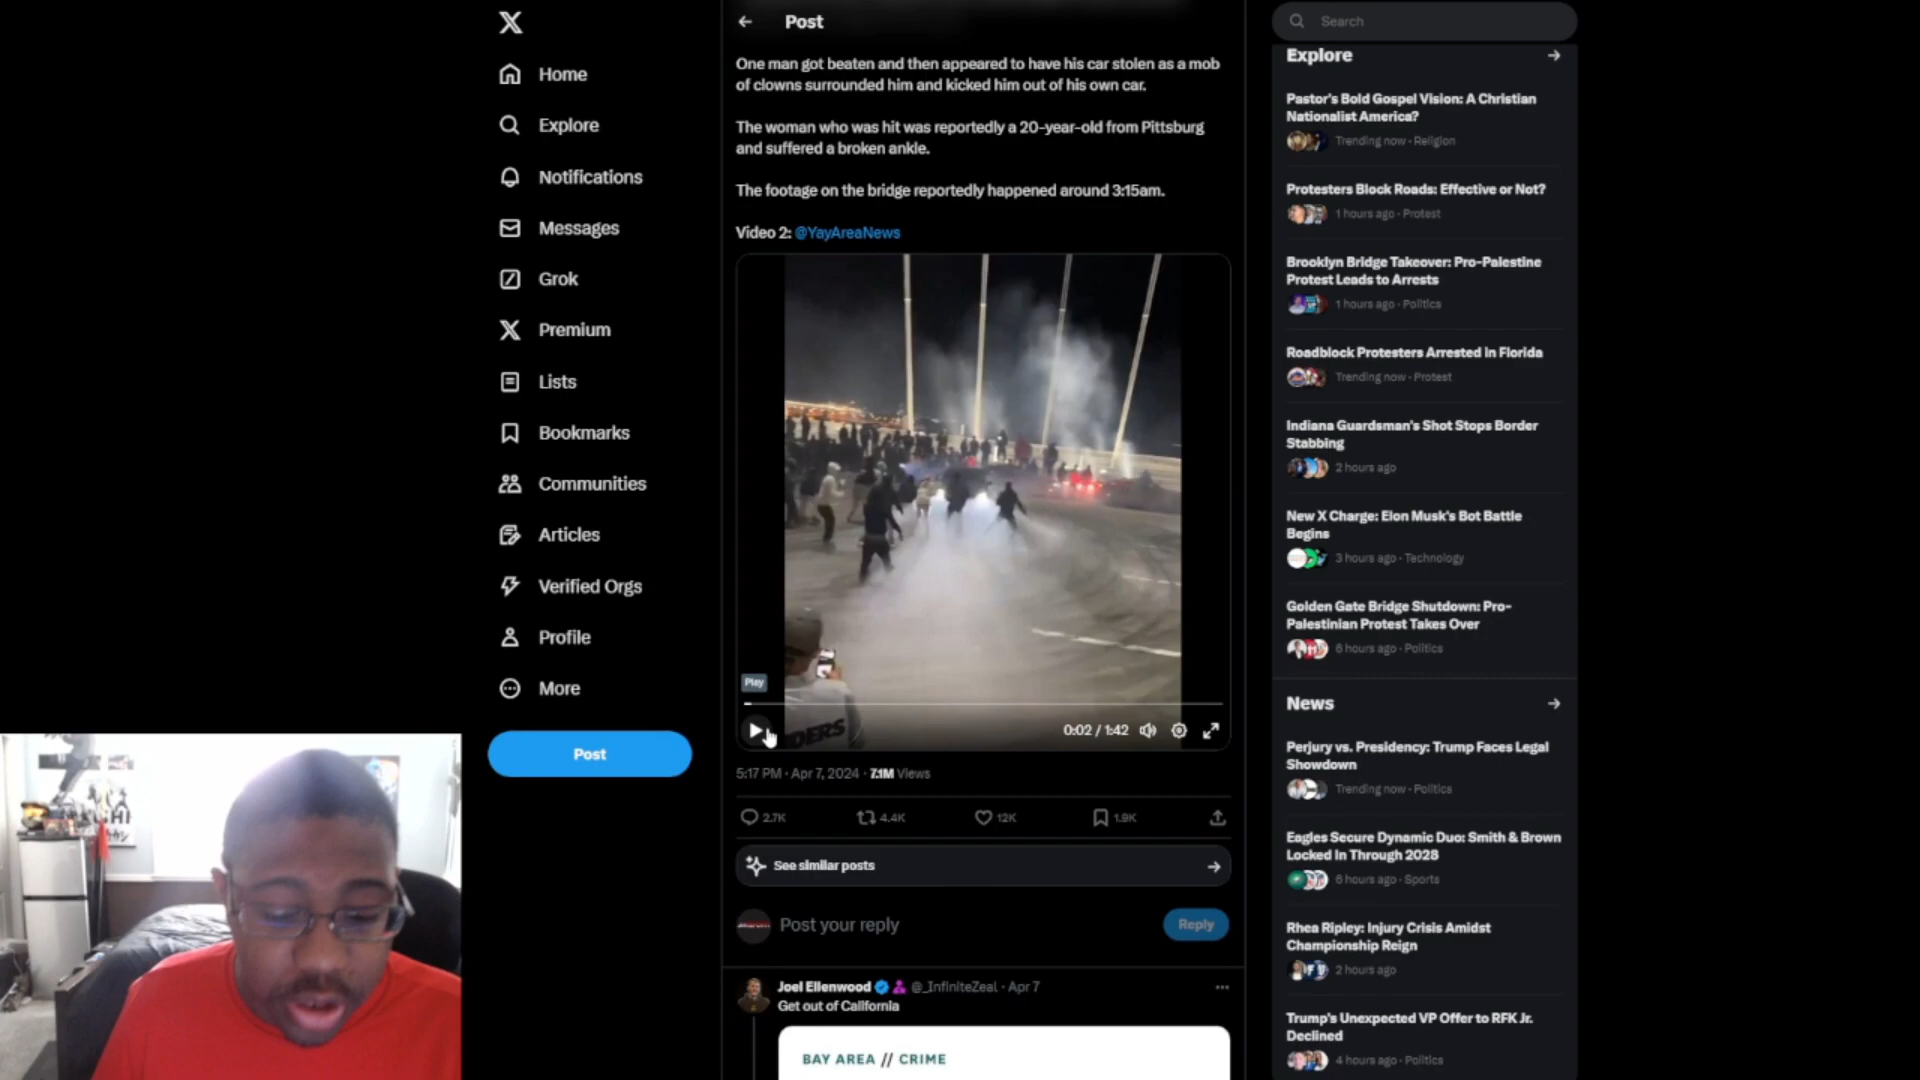 Post
Search
Explore
One man got beaten and then appeared to have his car stolen as a mob
of clowns surrounded him and kicked him out of his own car.
The woman who was hit was reportedly a 20-year-old from Pittsburg
and suffered a broken ankle.
The footage on the bridge reportedly happened around 3:15am.
Video 2: @YayAreaNews
Home
Explore
Notifications
Messages
Grok
Premium
Lists
Bookmarks
Communities
Articles
Verified Orgs
Profile
More
Post
Play
DERS
0:02 / 1:42
5:17 PM · Apr 7, 2024 · 7.1M Views
2.7K
4.4K
12K
1.9K
See similar posts
Post your reply
Reply
Joel Ellenwood @_InfiniteZeal · Apr 7
Get out of California
BAY AREA // CRIME
Pastor's Bold Gospel Vision: A Christian
Nationalist America?
Trending now · Religion
Protesters Block Roads: Effective or Not?
1 hours ago · Protest
Brooklyn Bridge Takeover: Pro-Palestine
Protest Leads to Arrests
1 hours ago · Politics
Roadblock Protesters Arrested in Florida
Trending now · Protest
Indiana Guardsman's Shot Stops Border
Stabbing
2 hours ago
New X Charge: Elon Musk's Bot Battle
Begins
3 hours ago · Technology
Golden Gate Bridge Shutdown: Pro-
Palestinian Protest Takes Over
6 hours ago · Politics
News
Perjury vs. Presidency: Trump Faces Legal
Showdown
Trending now · Politics
Eagles Secure Dynamic Duo: Smith & Brown
Locked In Through 2028
6 hours ago · Sports
Rhea Ripley: Injury Crisis Amidst
Championship Reign
2 hours ago
Trump's Unexpected VP Offer to RFK Jr.
Declined
4 hours ago · Politics